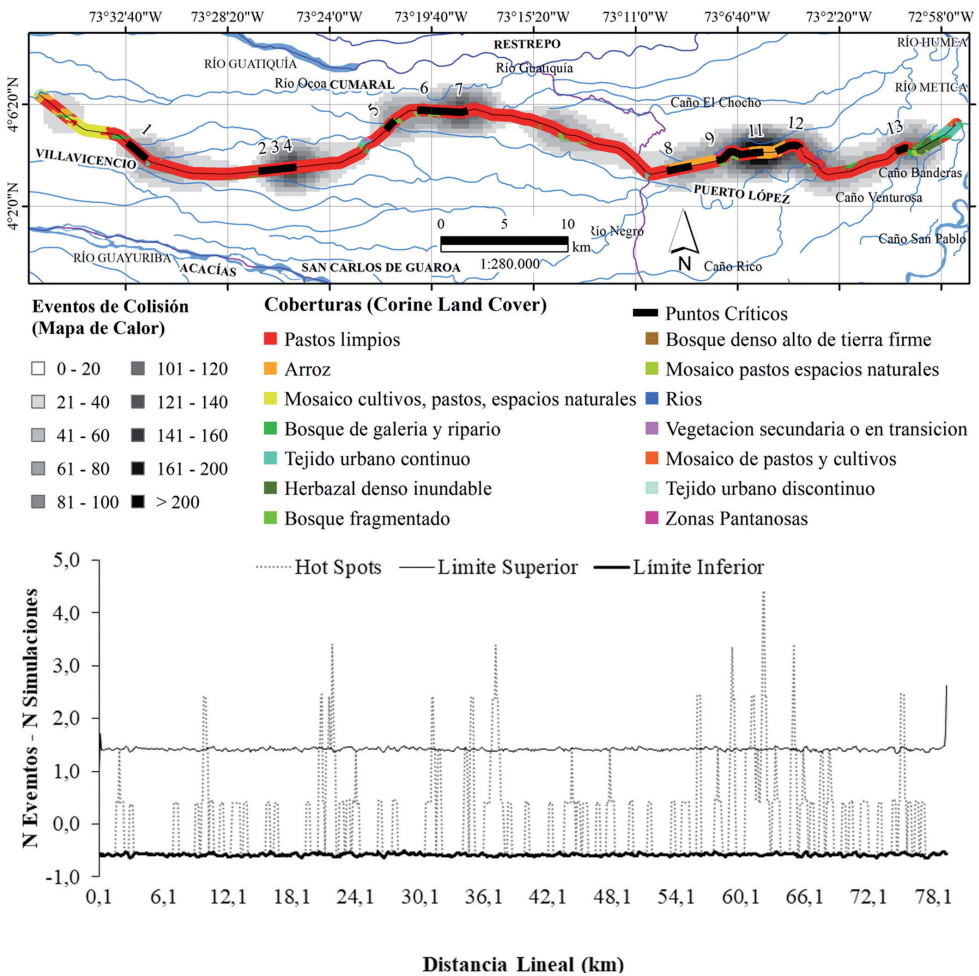 73°32'40"W 73°28'20"W 73°24'0"W 73°19'40"W 73°15'20"W 73°11'0"W 73°6'40"W 73°2'20"W 72°58'0"W
RESTREPO
RÍO HUMEA
RÍO GUATIQUÍA
Río Guatiquía
Río Ocoa CUMARAL
RÍO METICA
4°6'20"N
Caño El Chocho
1
2 3 4
5
6
7
8
9
11
12
13
VILLAVICENCIO
Caño Banderas
PUERTO LÓPEZ
Caño Venturosa
4°2'0"N
0 5 10
km
1:280.000
Río Negro
N
Caño San Pablo
RÍO GUAYURIBA
ACACÍAS
SAN CARLOS DE GUAROA
Caño Rico
Eventos de Colisión
(Mapa de Calor)
0 - 20
21 - 40
41 - 60
61 - 80
81 - 100
101 - 120
121 - 140
141 - 160
161 - 200
> 200
Coberturas (Corine Land Cover)
Pastos limpios
Arroz
Mosaico cultivos, pastos, espacios naturales
Bosque de galeria y ripario
Tejido urbano continuo
Herbazal denso inundable
Bosque fragmentado
Puntos Críticos
Bosque denso alto de tierra firme
Mosaico pastos espacios naturales
Rios
Vegetacion secundaria o en transicion
Mosaico de pastos y cultivos
Tejido urbano discontinuo
Zonas Pantanosas
Hot Spots Límite Superior Límite Inferior
N Eventos - N Simulaciones
5,0
4,0
3,0
2,0
1,0
0,0
-1,0
0,1 6,1 12,1 18,1 24,1 30,1 36,1 42,1 48,1 54,1 60,1 66,1 72,1 78,1
Distancia Lineal (km)